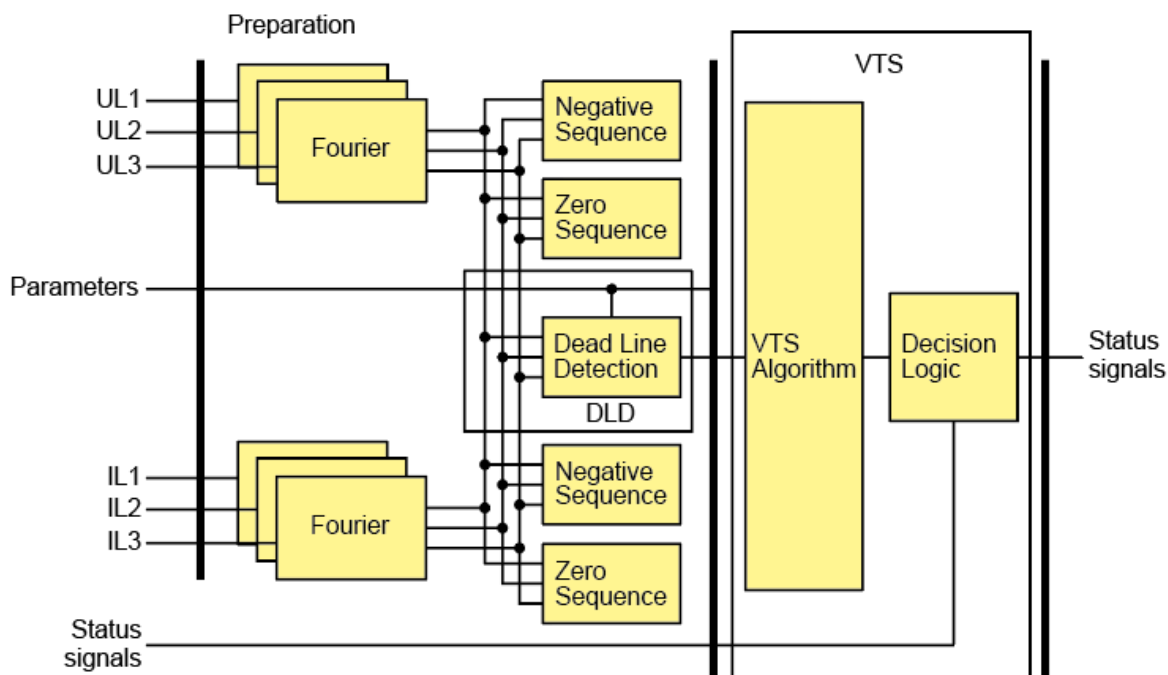 Preparation
VTS
UL1
UL2
UL3
Fourier
Negative
Sequence
Zero
Sequence
Parameters
Dead Line
Detection
DLD
VTS
Algorithm
Decision
Logic
Status
signals
IL1
IL2
IL3
Fourier
Negative
Sequence
Zero
Sequence
Status
signals